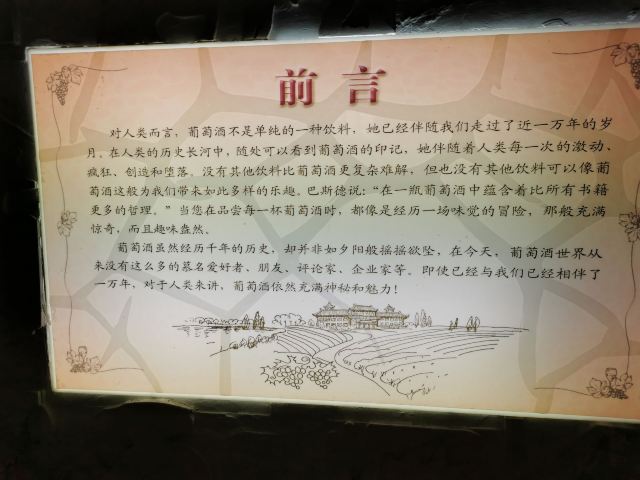 前言
对人类而言，葡萄酒不是单纯的一种饮料，她已经伴随我们走过了近一万年的岁
月。在人类的历史长河中，随处可以看到葡萄酒的印记，她伴随着人类每一次的激动、
疯狂、创造和堕落。没有其他饮料比葡萄酒更复杂难解，但也没有其他饮料可以像葡
萄酒这般为我们带来如此多样的乐趣。巴斯德说：“在一瓶葡萄酒中蕴含着比所有书籍
更多的哲理。”当您在品尝每一杯葡萄酒时，都像是经历一场味觉的冒险，那般充满
惊奇，而且趣味盎然、
葡萄酒虽然经历千年的历史，却并非如夕阳般摇摇欲坠，在今天，葡萄酒世界从
来没有这么多的慕名爱好者、朋友、评论家、企业家等。即使已经与我们已经相伴了
一万年，对于人类来讲，葡萄酒依然充满神秘和魅力！